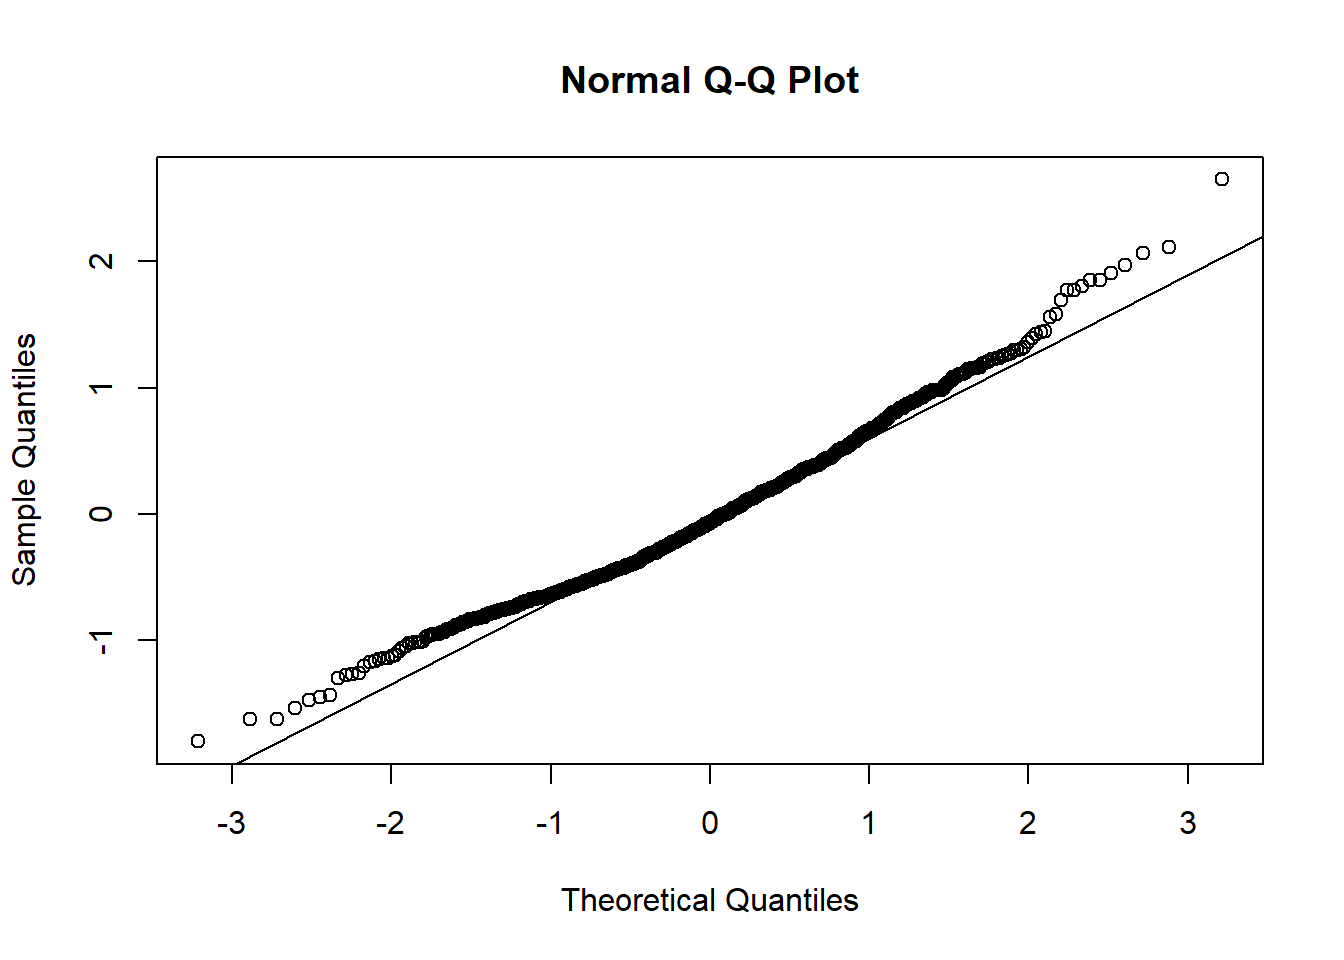 Normal Q-Q Plot
Sample Quantiles
2
1
0
-1
-3 -2 -1 0 1 2 3
Theoretical Quantiles